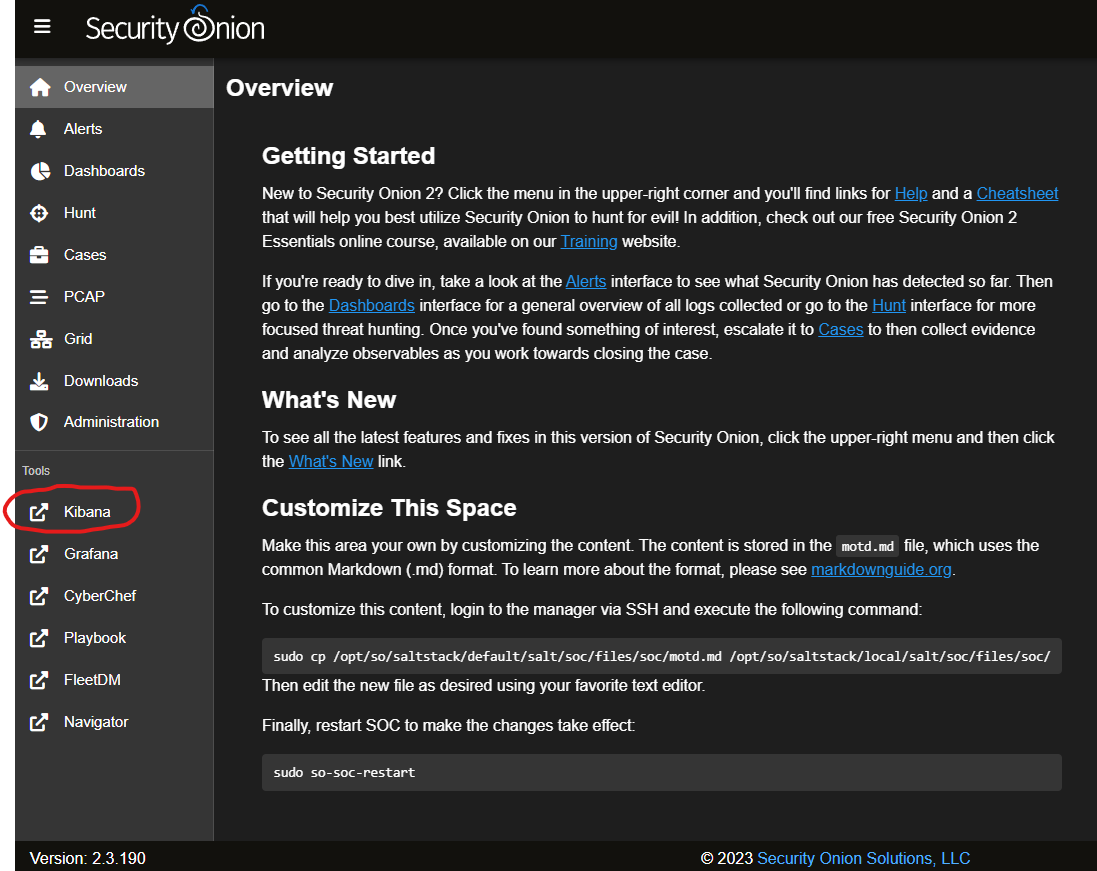 Security Onion
Overview
Alerts
Dashboards
Hunt
Cases
PCAP
Grid
Downloads
Administration
Tools
Kibana
Grafana
CyberChef
Playbook
FleetDM
Navigator
Overview
Getting Started
New to Security Onion 2? Click the menu in the upper-right corner and you'll find links for Help and a Cheatsheet
that will help you best utilize Security Onion to hunt for evil! In addition, check out our free Security Onion 2
Essentials online course, available on our Training website.
If you're ready to dive in, take a look at the Alerts interface to see what Security Onion has detected so far. Then
go to the Dashboards interface for a general overview of all logs collected or go to the Hunt interface for more
focused threat hunting. Once you've found something of interest, escalate it to Cases to then collect evidence
and analyze observables as you work towards closing the case.
What's New
To see all the latest features and fixes in this version of Security Onion, click the upper-right menu and then click
the What's New link.
Customize This Space
Make this area your own by customizing the content. The content is stored in the motd.md file, which uses the
common Markdown (.md) format. To learn more about the format, please see markdownguide.org.
To customize this content, login to the manager via SSH and execute the following command:
sudo cp /opt/so/saltstack/default/salt/soc/files/soc/motd.md /opt/so/saltstack/local/salt/soc/files/soc/
Then edit the new file as desired using your favorite text editor.
Finally, restart SOC to make the changes take effect:
sudo so-soc-restart
Version: 2.3.190
© 2023 Security Onion Solutions, LLC